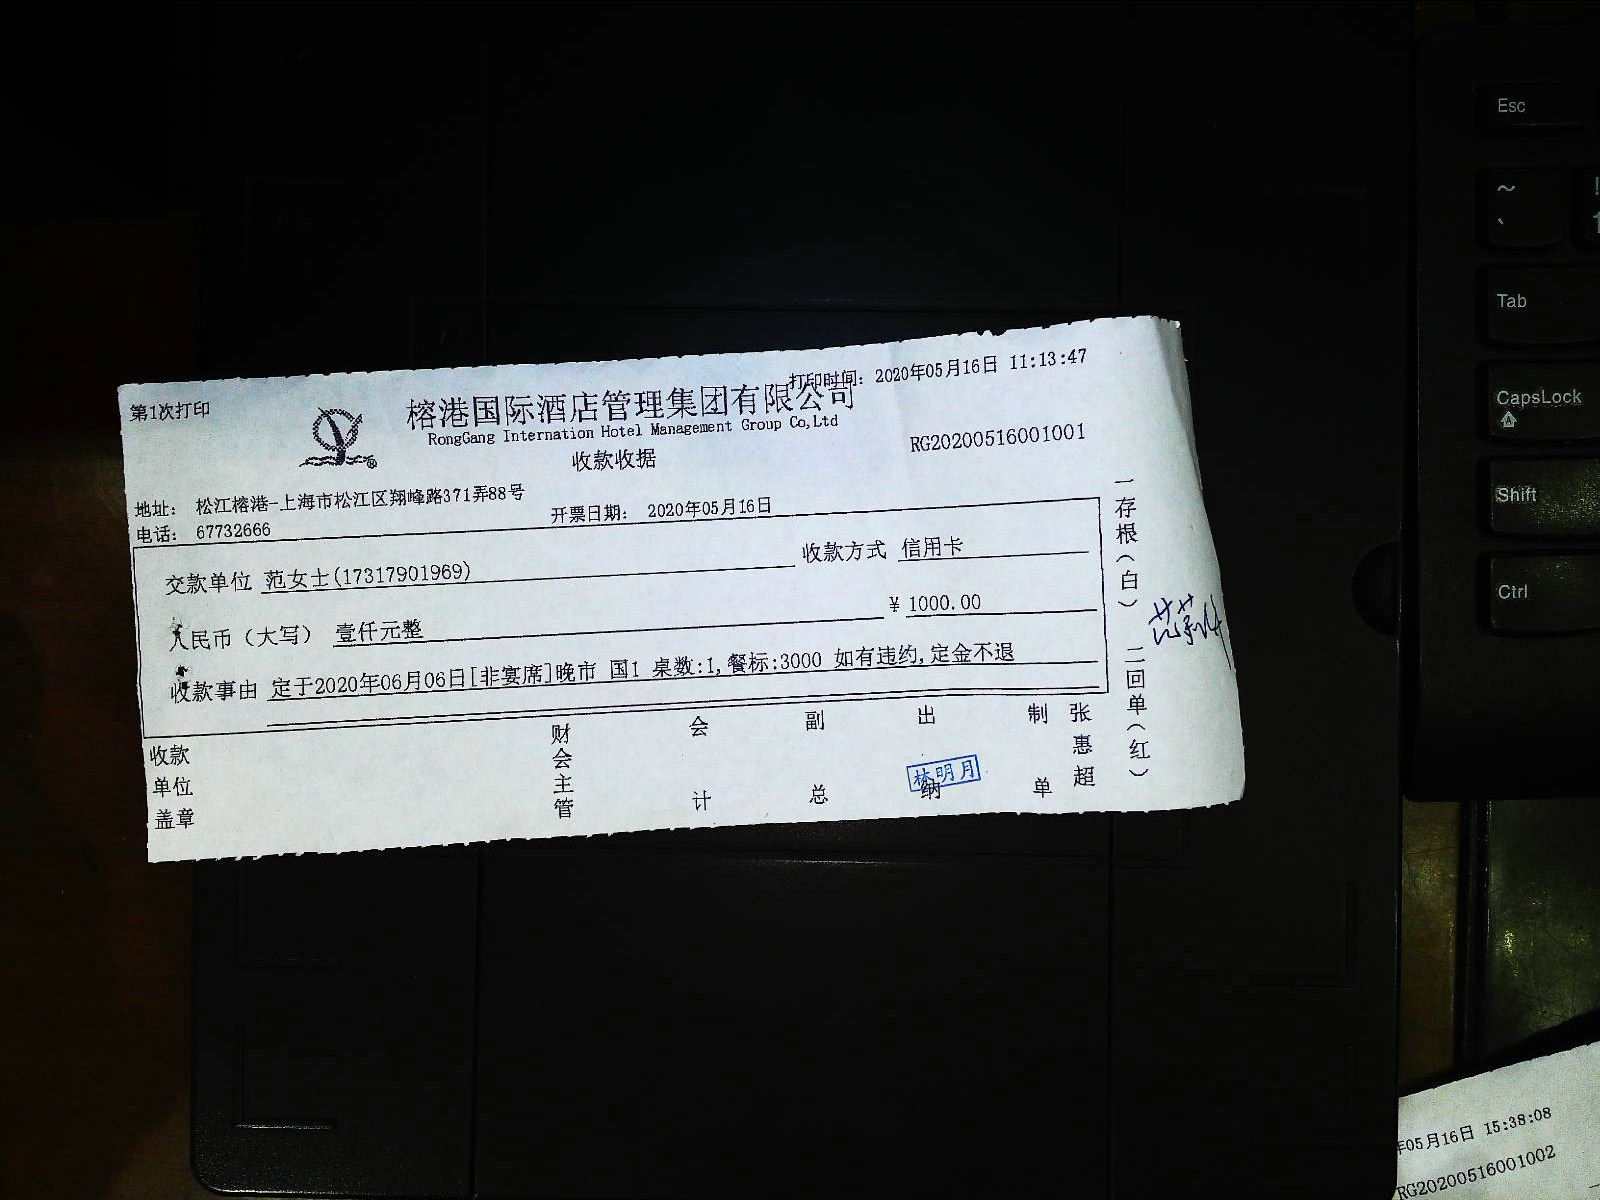 第1次打印
打印时间: 2020年05月16日 11:13:47
榕港国际酒店管理集团有限公司
RongGang Internation Hotel Management Group Co,Ltd
收款收据
RG20200516001001
地址: 松江榕港-上海市松江区翔峰路371弄88号
电话: 67732666
开票日期: 2020年05月16日
交款单位 范女士(17317901969)
收款方式 信用卡
人民币(大写) 壹仟元整
¥ 1000.00
收款事由 定于2020年06月06日[非宴席]晚市 国1 桌数:1,餐标:3000 如有违约,定金不退
收款单位盖章
财会主管
会计
副总
出纳
林明月
制单
张惠超
一存根(白) 二回单(红)
Esc
~
`
Tab
CapsLock
Shift
Ctrl
年05月16日 15:38:08
RG20200516001002